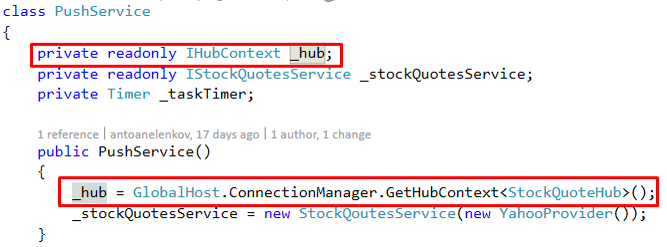 class PushService
{
private readonly IHubContext _hub;
private readonly IStockQuotesService _stockQuotesService;
private Timer _taskTimer;
1 reference | antoanelenkov, 17 days ago | 1 author, 1 change
public PushService()
{
_hub = GlobalHost.ConnectionManager.GetHubContext<StockQuoteHub>();
_stockQuotesService = new StockQoutesService(new YahooProvider());
}